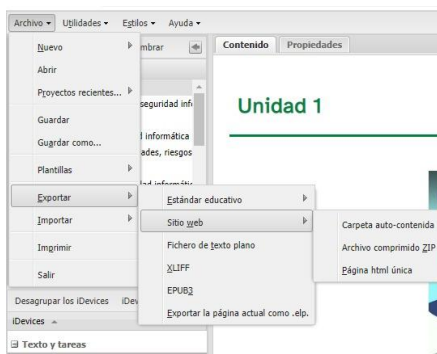 Archivo Utilidades Estilos Ayuda
Nuevo
Abrir
Proyectos recientes...
Guardar
Guardar como...
Plantillas
Exportar
Importar
Imprimir
Salir
mbrar
seguridad info
informática
ades, riesgos
Estándar educativo
Sitio web
Fichero de texto plano
XLIFF
EPUB3
Exportar la página actual como .elp.
Carpeta auto-contenida
Archivo comprimido ZIP
Página html única
Contenido Propiedades
Unidad 1
Desagrupar los iDevices iDev
iDevices
Texto y tareas